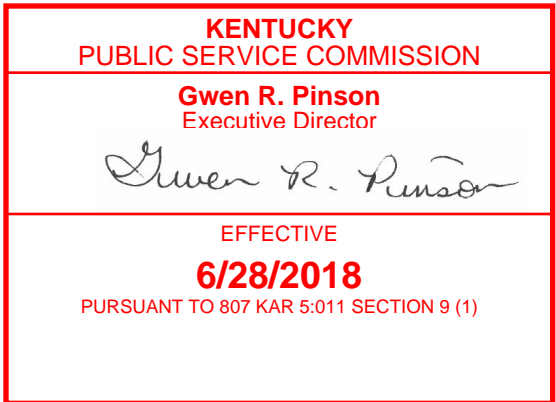 KENTUCKY
PUBLIC SERVICE COMMISSION
Gwen R. Pinson
Executive Director
Gwen R. Pinson
EFFECTIVE
6/28/2018
PURSUANT TO 807 KAR 5:011 SECTION 9 (1)